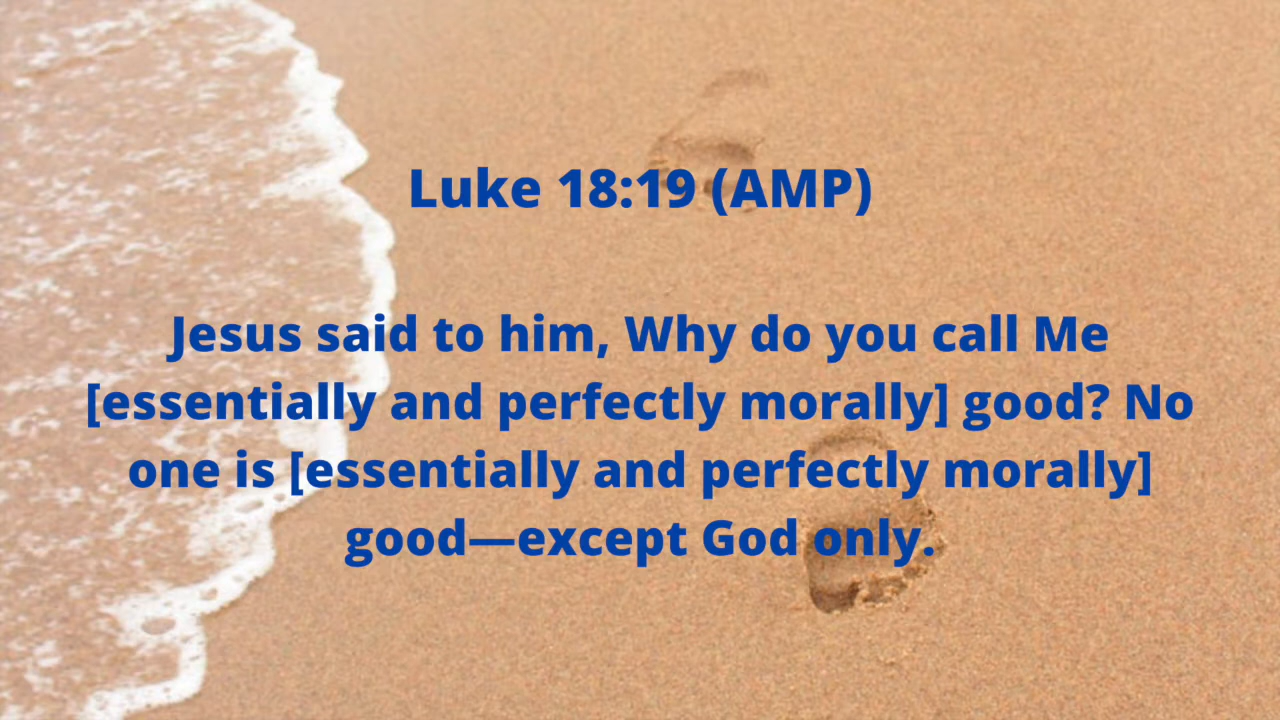 Luke 18:19 (AMP)
Jesus said to him, Why do you call Me
[essentially and perfectly morally] good? No
one is [essentially and perfectly morally]
good—except God only.